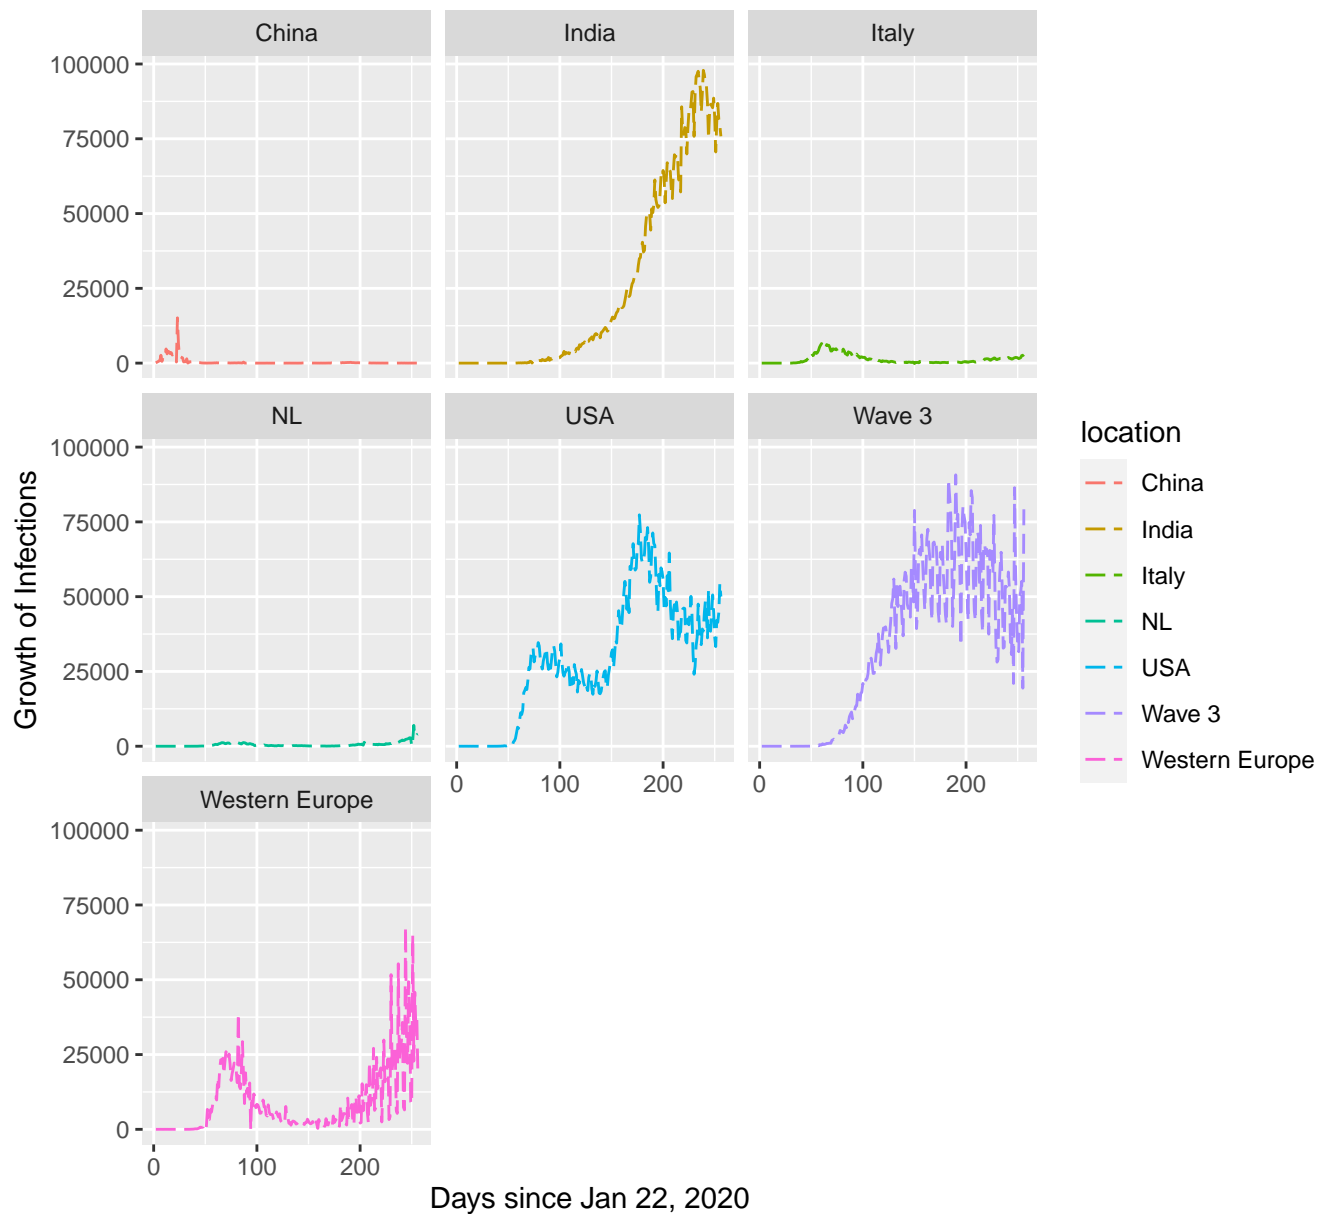 China
India
Italy
100000
75000
50000
25000
0
NL
USA
Wave 3
100000
75000
50000
25000
0
0 100 200
0 100 200
Western Europe
100000
75000
50000
25000
0
0 100 200
Growth of Infections
Days since Jan 22, 2020
location
China
India
Italy
NL
USA
Wave 3
Western Europe